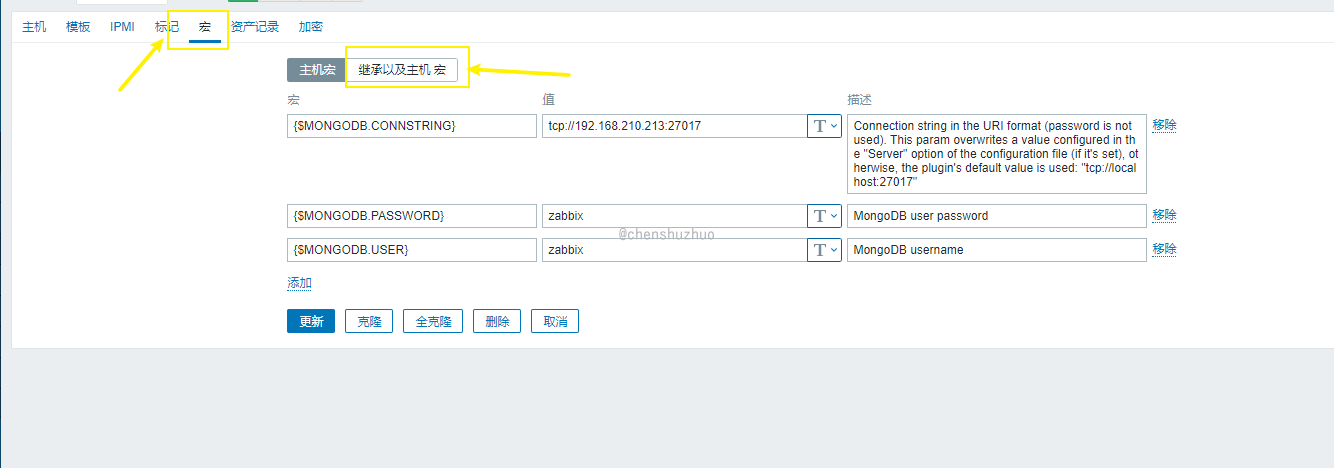 主机 模板 IPMI 标记 宏 资产记录 加密
主机宏 继承以及主机 宏
宏 值 描述
{$MONGODB.CONNSTRING} tcp://192.168.210.213:27017 T Connection string in the URI format (password is not 移除
used). This param overwrites a value configured in th
e "Server" option of the configuration file (if it's set), ot
herwise, the plugin's default value is used: "tcp://local
host:27017"
{$MONGODB.PASSWORD} zabbix T MongoDB user password 移除
@chenshuzhuo
{$MONGODB.USER} zabbix T MongoDB username 移除
添加
更新 克隆 全克隆 删除 取消